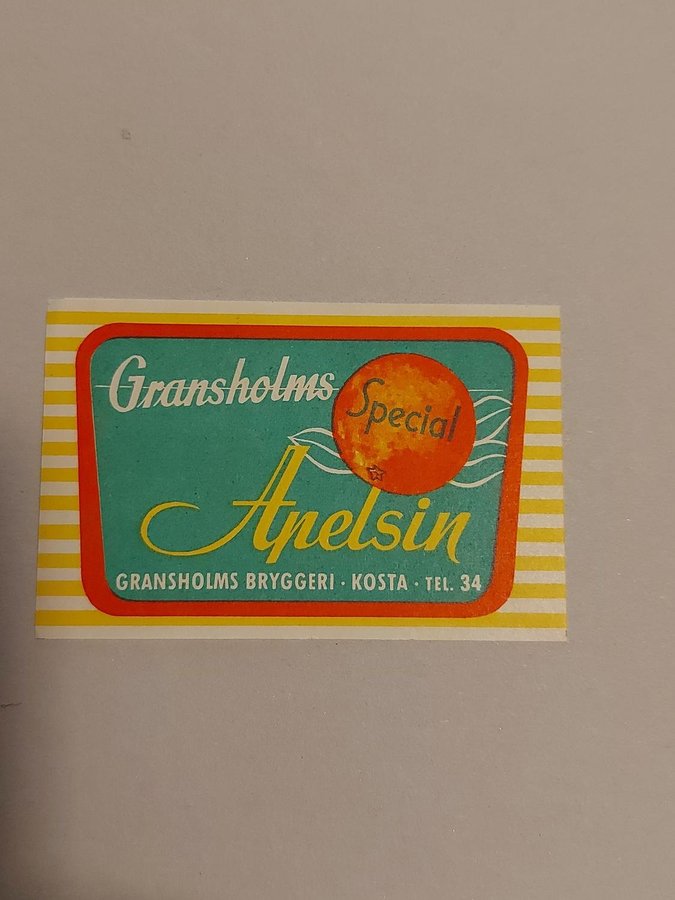 Gransholms
Special
Apelsin
GRANSHOLMS BRYGGERI · KOSTA · TEL. 34